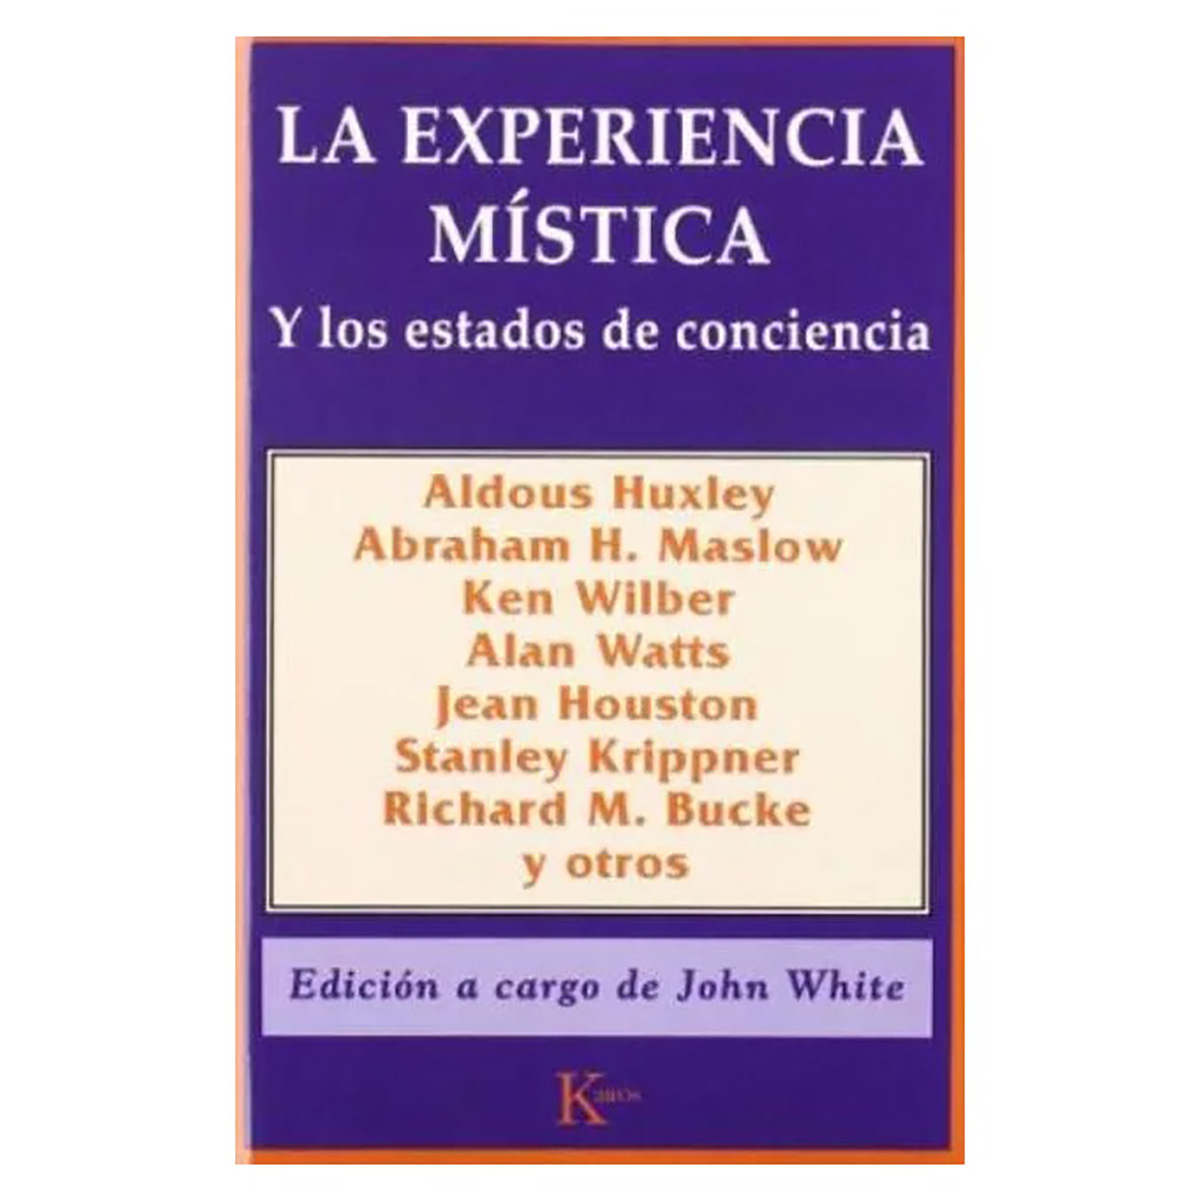 LA EXPERIENCIA
MÍSTICA
Y los estados de conciencia
Aldous Huxley
Abraham H. Maslow
Ken Wilber
Alan Watts
Jean Houston
Stanley Krippner
Richard M. Bucke
y otros
Edición a cargo de John White
Kairós